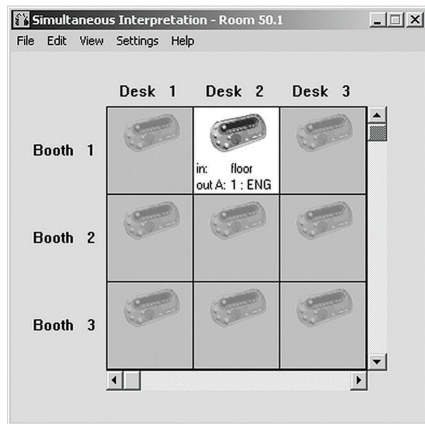 Simultaneous Interpretation - Room 50.1
File Edit View Settings Help
Desk 1 Desk 2 Desk 3
Booth 1
in: floor
out A: 1 : ENG
Booth 2
Booth 3